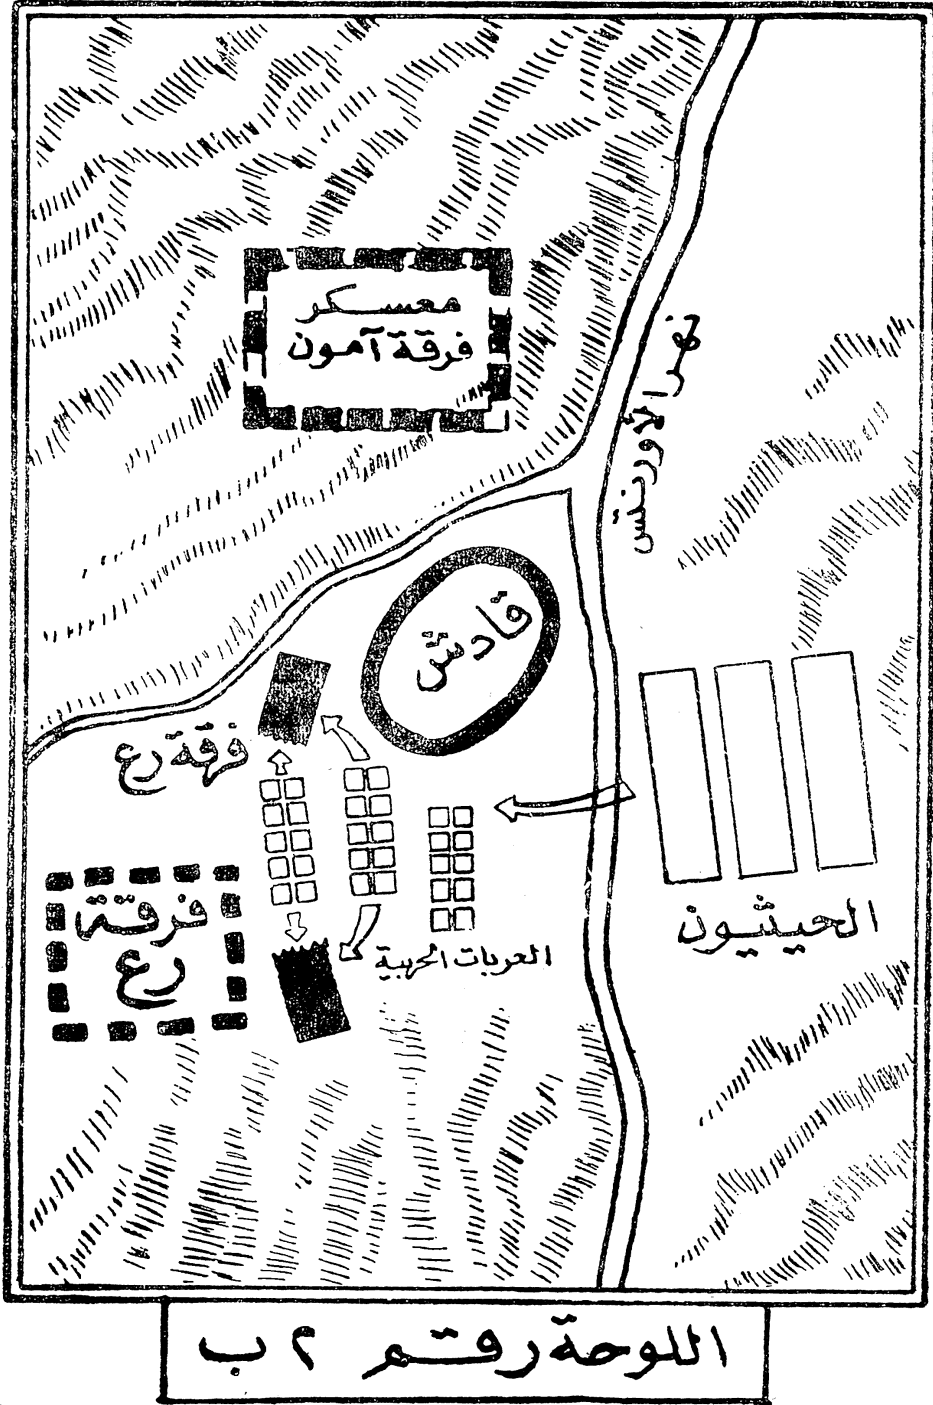 معسكر
فرقة آمون
نهر الأورنتس
قادش
فرقة رع
فرقة
رع
العربات الحربية
الحيثيون
اللوحة رقم ٢ ب